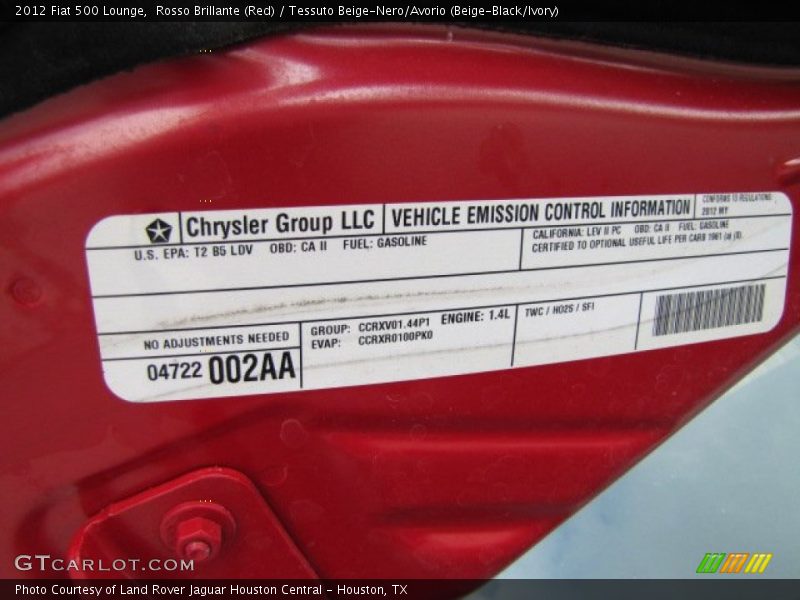 2012 Fiat 500 Lounge,  Rosso Brillante (Red) / Tessuto Beige-Nero/Avorio (Beige-Black/Ivory)
Chrysler Group LLC
VEHICLE EMISSION CONTROL INFORMATION
CONFORMS TO REGULATIONS:
2012 MY
U.S. EPA: T2 B5 LDV OBD: CA II FUEL: GASOLINE
CALIFORNIA: LEV II PC OBD: CA II FUEL: GASOLINE
CERTIFIED TO OPTIONAL USEFUL LIFE PER CARB 1961 (a) (8).
NO ADJUSTMENTS NEEDED
04722 002AA
GROUP: CCRXV01.44P1 ENGINE: 1.4L
EVAP: CCRXR0100PK0
TWC / HO2S / SFI
GTCARLOT.COM
Photo Courtesy of Land Rover Jaguar Houston Central - Houston, TX